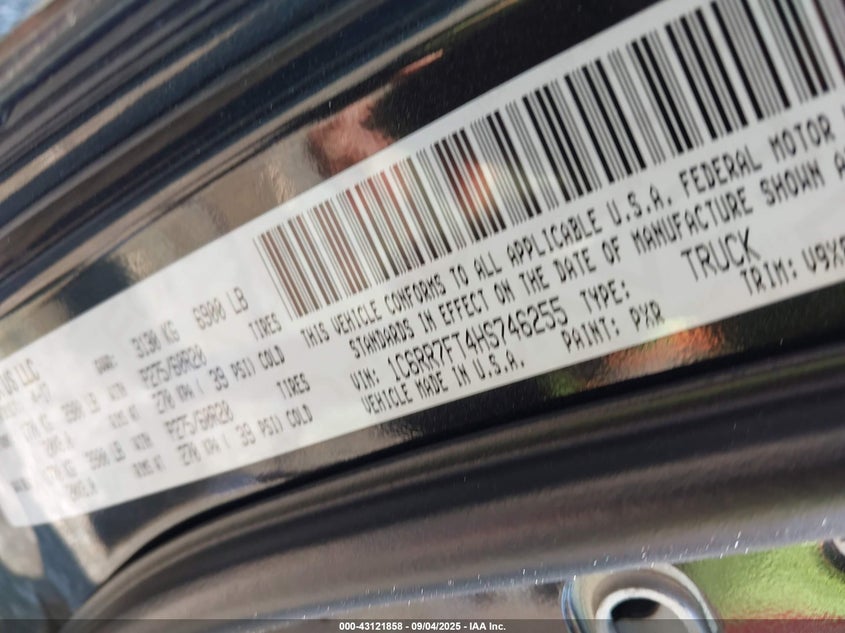 US LLC
3130 KG 6900 LB
TIRES
P275/60R20
270 KPA ( 39 PSI) COLD
TIRES
P275/60R20
270 KPA ( 39 PSI) COLD
THIS VEHICLE CONFORMS TO ALL APPLICABLE U.S.A. FEDERAL MOTOR
STANDARDS IN EFFECT ON THE DATE OF MANUFACTURE SHOWN
VIN: 1C6RR7FT4HS746255 TYPE: TRUCK
VEHICLE MADE IN U.S.A. PAINT: PXR TRIM:
000-43121858 - 09/04/2025 - IAA Inc.